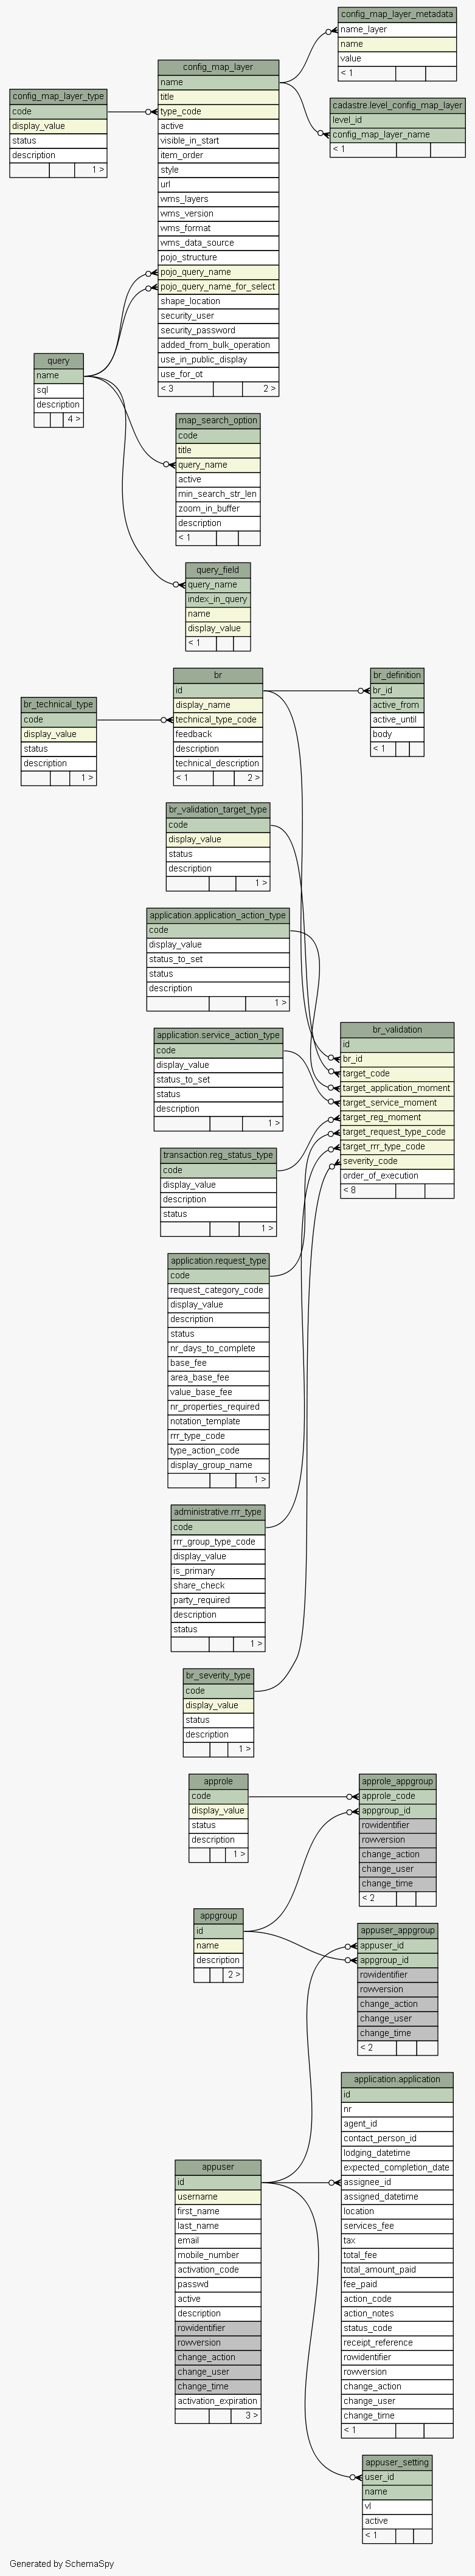 config_map_layer_metadata
name_layer
name
value
< 1
config_map_layer
name
title
type_code
active
visible_in_start
item_order
style
url
wms_layers
wms_version
wms_format
wms_data_source
pojo_structure
pojo_query_name
pojo_query_name_for_select
shape_location
security_user
security_password
added_from_bulk_operation
use_in_public_display
use_for_ot
< 3 2 >
config_map_layer_type
code
display_value
status
description
1 >
cadastre.level_config_map_layer
level_id
config_map_layer_name
< 1
query
name
sql
description
4 >
map_search_option
code
title
query_name
active
min_search_str_len
zoom_in_buffer
description
< 1
query_field
query_name
index_in_query
name
display_value
< 1
br
id
display_name
technical_type_code
feedback
description
technical_description
< 1 2 >
br_definition
br_id
active_from
active_until
body
< 1
br_technical_type
code
display_value
status
description
1 >
br_validation_target_type
code
display_value
status
description
1 >
application.application_action_type
code
display_value
status_to_set
status
description
1 >
application.service_action_type
code
display_value
status_to_set
status
description
1 >
br_validation
id
br_id
target_code
target_application_moment
target_service_moment
target_reg_moment
target_request_type_code
target_rrr_type_code
severity_code
order_of_execution
< 8
transaction.reg_status_type
code
display_value
description
status
1 >
application.request_type
code
request_category_code
display_value
description
status
nr_days_to_complete
base_fee
area_base_fee
value_base_fee
nr_properties_required
notation_template
rrr_type_code
type_action_code
display_group_name
1 >
administrative.rrr_type
code
rrr_group_type_code
display_value
is_primary
share_check
party_required
description
status
1 >
br_severity_type
code
display_value
status
description
1 >
approle
code
display_value
status
description
1 >
approle_appgroup
approle_code
appgroup_id
rowidentifier
rowversion
change_action
change_user
change_time
< 2
appgroup
id
name
description
2 >
appuser_appgroup
appuser_id
appgroup_id
rowidentifier
rowversion
change_action
change_user
change_time
< 2
application.application
id
nr
agent_id
contact_person_id
lodging_datetime
expected_completion_date
assignee_id
assigned_datetime
location
services_fee
tax
total_fee
total_amount_paid
fee_paid
action_code
action_notes
status_code
receipt_reference
rowidentifier
rowversion
change_action
change_user
change_time
< 1
appuser
id
username
first_name
last_name
email
mobile_number
activation_code
passwd
active
description
rowidentifier
rowversion
change_action
change_user
change_time
activation_expiration
3 >
appuser_setting
user_id
name
vl
active
< 1
Generated by SchemaSpy